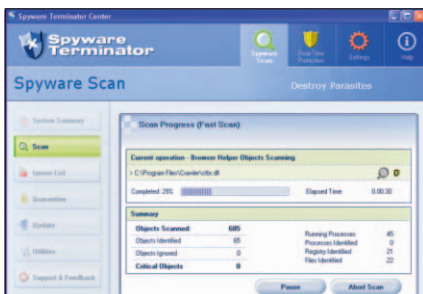 Spyware Terminator Center
Spyware Terminator
Spyware Scan
Real-Time Protection
Settings
Help
Spyware Scan
Destroy Parasites
System Summary
Scan
Ignore List
Quarantine
Update
Utilities
Support & Feedback
Scan Progress (Fast Scan)
Current operation - Browser Helper Objects Scanning
> C:\Program Files\Crawler\ctbr.dll
0
Completed: 29%
Elapsed Time:
0:00:30
Summary
Objects Scanned: 685
Objects Identified 65
Objects Ignored 0
Critical Objects 0
Running Processes: 45
Processes Identified 0
Registry Identified 21
Files Identified 22
Pause
Abort Scan